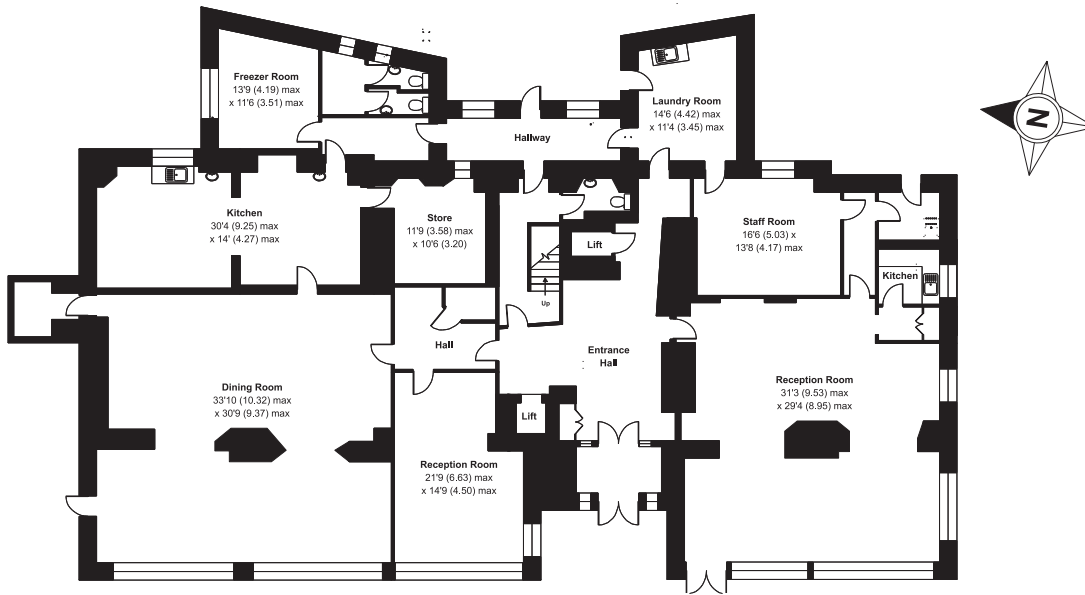 Freezer Room
13'9 (4.19) max
x 11'6 (3.51) max
Laundry Room
14'6 (4.42) max
x 11'4 (3.45) max
Hallway
N
Kitchen
30'4 (9.25) max
x 14' (4.27) max
Store
11'9 (3.58) max
x 10'6 (3.20)
Lift
Staff Room
16'6 (5.03) x
13'8 (4.17) max
Kitchen
Up
Hall
Entrance
Hall
Dining Room
33'10 (10.32) max
x 30'9 (9.37) max
Reception Room
31'3 (9.53) max
x 29'4 (8.95) max
Lift
Reception Room
21'9 (6.63) max
x 14'9 (4.50) max